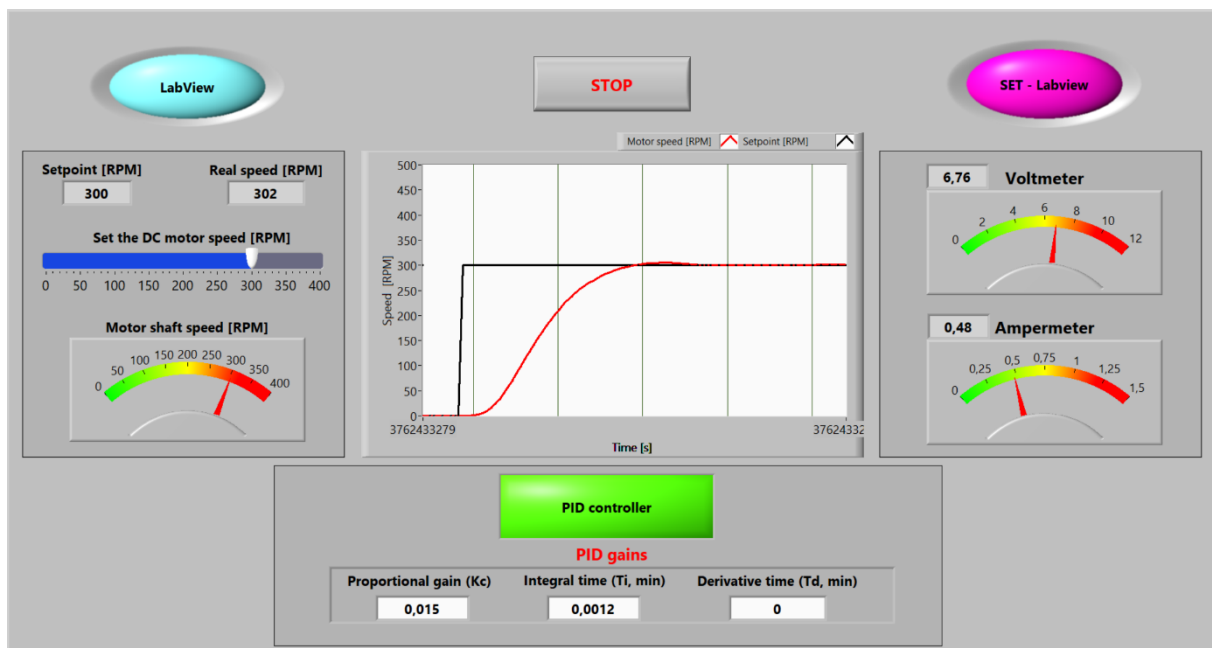 LabView
STOP
SET - Labview
Motor speed [RPM] Setpoint [RPM]
Setpoint [RPM] Real speed [RPM]
300 302
Set the DC motor speed [RPM]
0 50 100 150 200 250 300 350 400
Motor shaft speed [RPM]
0 50 100 150 200 250 300 350 400
Speed [RPM]
500
450
400
350
300
250
200
150
100
50
0
3762433279 37624332
Time [s]
6,76 Voltmeter
0 2 4 6 8 10 12
0,48 Ampermeter
0 0,25 0,5 0,75 1 1,25 1,5
PID controller
PID gains
Proportional gain (Kc) Integral time (Ti, min) Derivative time (Td, min)
0,015 0,0012 0